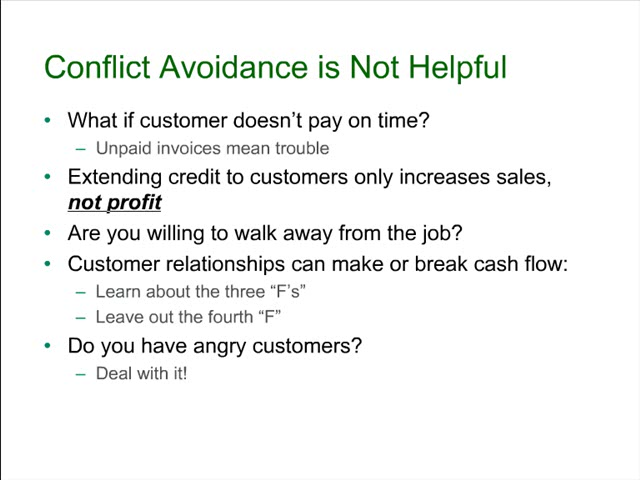 Conflict Avoidance is Not Helpful
• What if customer doesn’t pay on time?
– Unpaid invoices mean trouble
• Extending credit to customers only increases sales,
not profit
• Are you willing to walk away from the job?
• Customer relationships can make or break cash flow:
– Learn about the three “F’s”
– Leave out the fourth “F”
• Do you have angry customers?
– Deal with it!